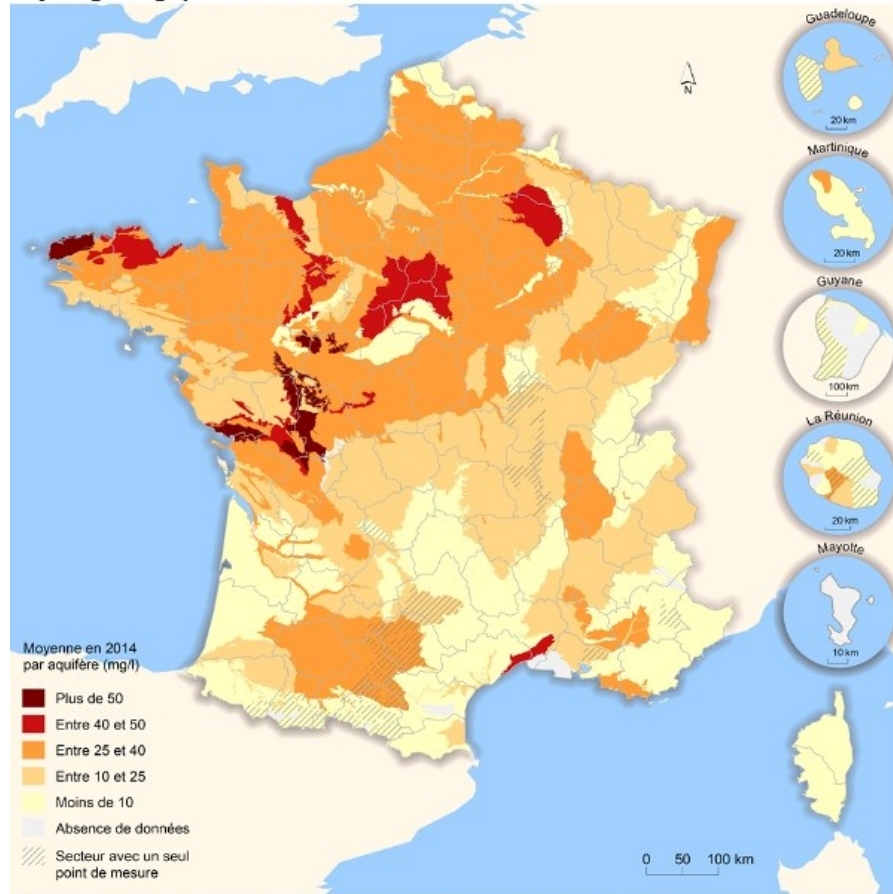 N
Guadeloupe
20 km
Martinique
20 km
Guyane
100 km
La Réunion
20 km
Mayotte
10 km
Moyenne en 2014
par aquifère (mg/l)
Plus de 50
Entre 40 et 50
Entre 25 et 40
Entre 10 et 25
Moins de 10
Absence de données
Secteur avec un seul
point de mesure
0 50 100 km